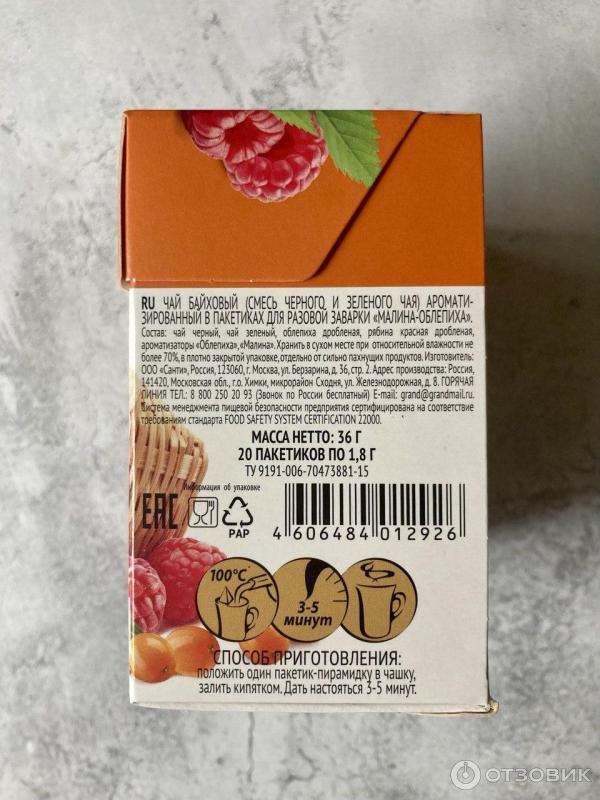 RU ЧАЙ БАЙХОВЫЙ (СМЕСЬ ЧЕРНОГО И ЗЕЛЕНОГО ЧАЯ) АРОМАТИ-
ЗИРОВАННЫЙ В ПАКЕТИКАХ ДЛЯ РАЗОВОЙ ЗАВАРКИ «МАЛИНА-ОБЛЕПИХА».
Состав: чай черный, чай зеленый, облепиха дробленая, рябина красная дробленая,
ароматизаторы «Облепиха», «Малина». Хранить в сухом месте при относительной влажности не
более 70%, в плотно закрытой упаковке, отдельно от сильно пахнущих продуктов. Изготовитель:
ООО «Санти», Россия, 123060, г. Москва, ул. Берзарина, д. 36, стр. 2. Адрес производства: Россия,
141420, Московская обл., г.о. Химки, микрорайон Сходня, ул. Железнодорожная, д. 8. ГОРЯЧАЯ
ЛИНИЯ ТЕЛ.: 8 800 250 20 93 (Звонок по России бесплатный) E-mail: grand@grandmail.ru.
Система менеджмента пищевой безопасности предприятия сертифицирована на соответствие
требованиям стандарта FOOD SAFETY SYSTEM CERTIFICATION 22000.
МАССА НЕТТО: 36 Г
20 ПАКЕТИКОВ ПО 1,8 Г
ТУ 9191-006-70473881-15
Информация об упаковке
EAC
PAP
4 606484 012926
100°C
3-5
минут
СПОСОБ ПРИГОТОВЛЕНИЯ:
положить один пакетик-пирамидку в чашку,
залить кипятком. Дать настояться 3-5 минут.
ОТЗОВИК